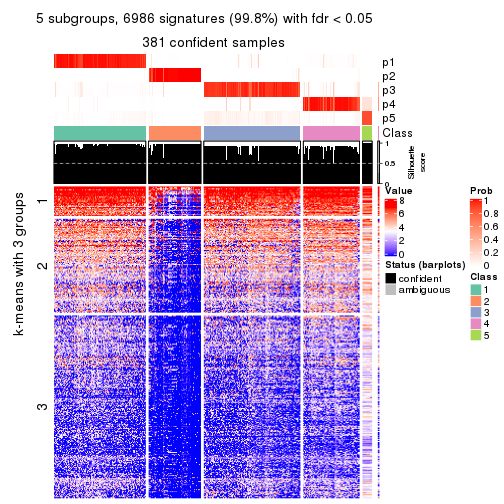 5 subgroups, 6986 signatures (99.8%) with fdr < 0.05
381 confident samples
p1
p2
p3
p4
p5
Class
1
0.5
0
Silhouette
score
k-means with 3 groups
1
2
3
Value
8
6
4
2
0
Status (barplots)
confident
ambiguous
Prob
1
0.8
0.6
0.4
0.2
0
Class
1
2
3
4
5